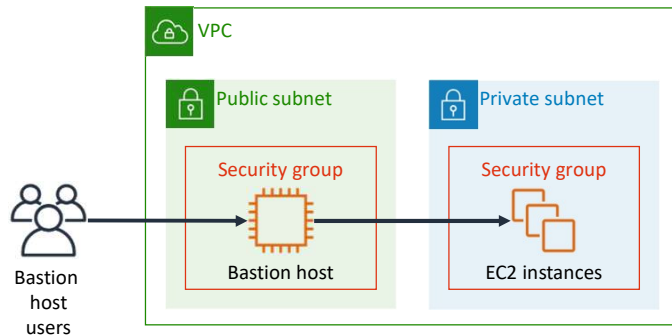 VPC
Public subnet
Private subnet
Security group
Security group
Bastion host
EC2 instances
Bastion
host
users